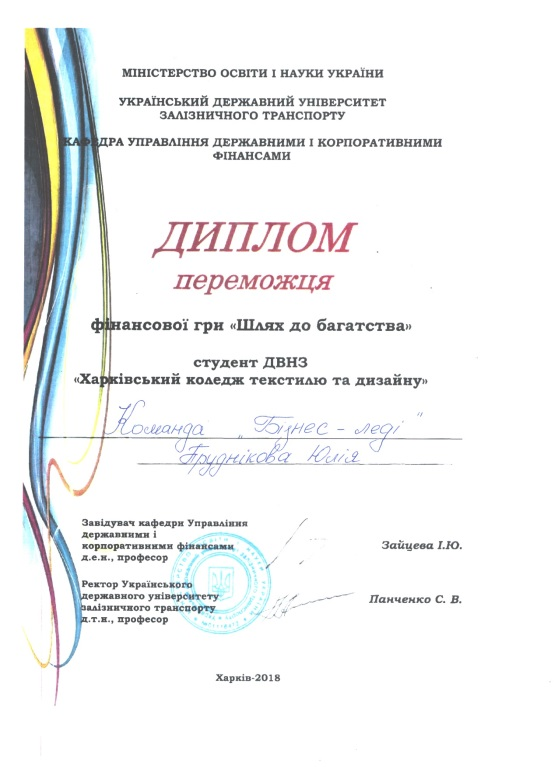 МІНІСТЕРСТВО ОСВІТИ І НАУКИ УКРАЇНИ
УКРАЇНСЬКИЙ ДЕРЖАВНИЙ УНІВЕРСИТЕТ
ЗАЛІЗНИЧНОГО ТРАНСПОРТУ
КАФЕДРА УПРАВЛІННЯ ДЕРЖАВНИМИ І КОРПОРАТИВНИМИ
ФІНАНСАМИ
ДИПЛОМ
переможця
фінансової гри «Шлях до багатства»
студент ДВНЗ
«Харківський коледж текстилю та дизайну»
Команда „Бізнес - леді"
Пруднікова Юлія
Завідувач кафедри Управління
державними і
корпоративними фінансами
д.е.н., професор
Зайцева І.Ю.
Ректор Українського
державного університету
залізничного транспорту
д.т.н., професор
Панченко С. В.
Харків-2018